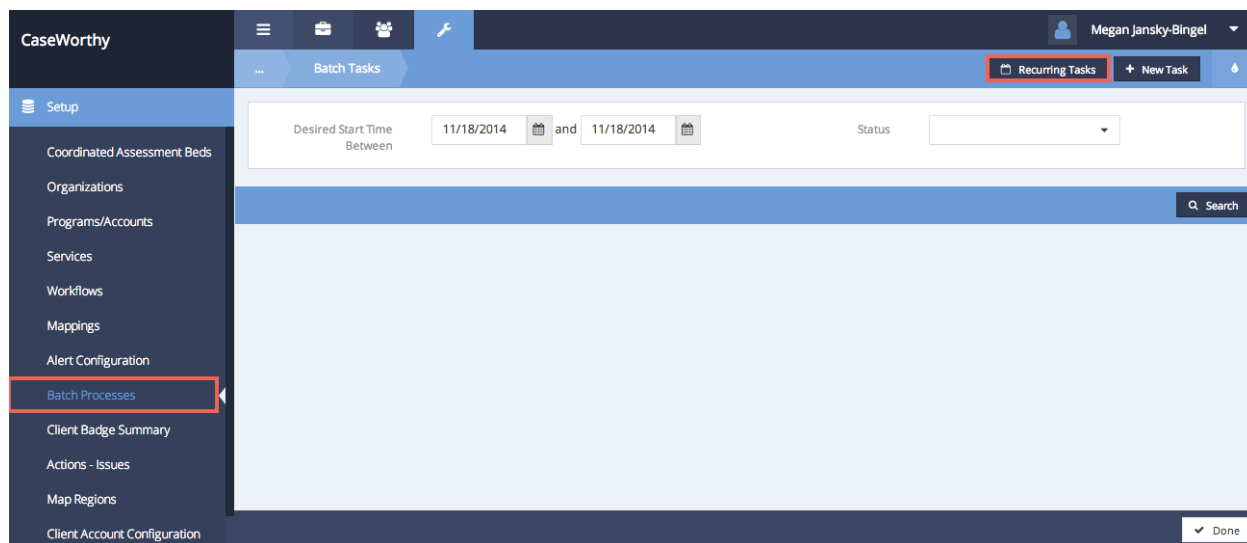 CaseWorthy
Megan Jansky-Bingel
...
Batch Tasks
Recurring Tasks
+ New Task
Setup
Coordinated Assessment Beds
Organizations
Programs/Accounts
Services
Workflows
Mappings
Alert Configuration
Batch Processes
Client Badge Summary
Actions - Issues
Map Regions
Client Account Configuration
Desired Start Time
Between
11/18/2014
and
11/18/2014
Status
Search
Done